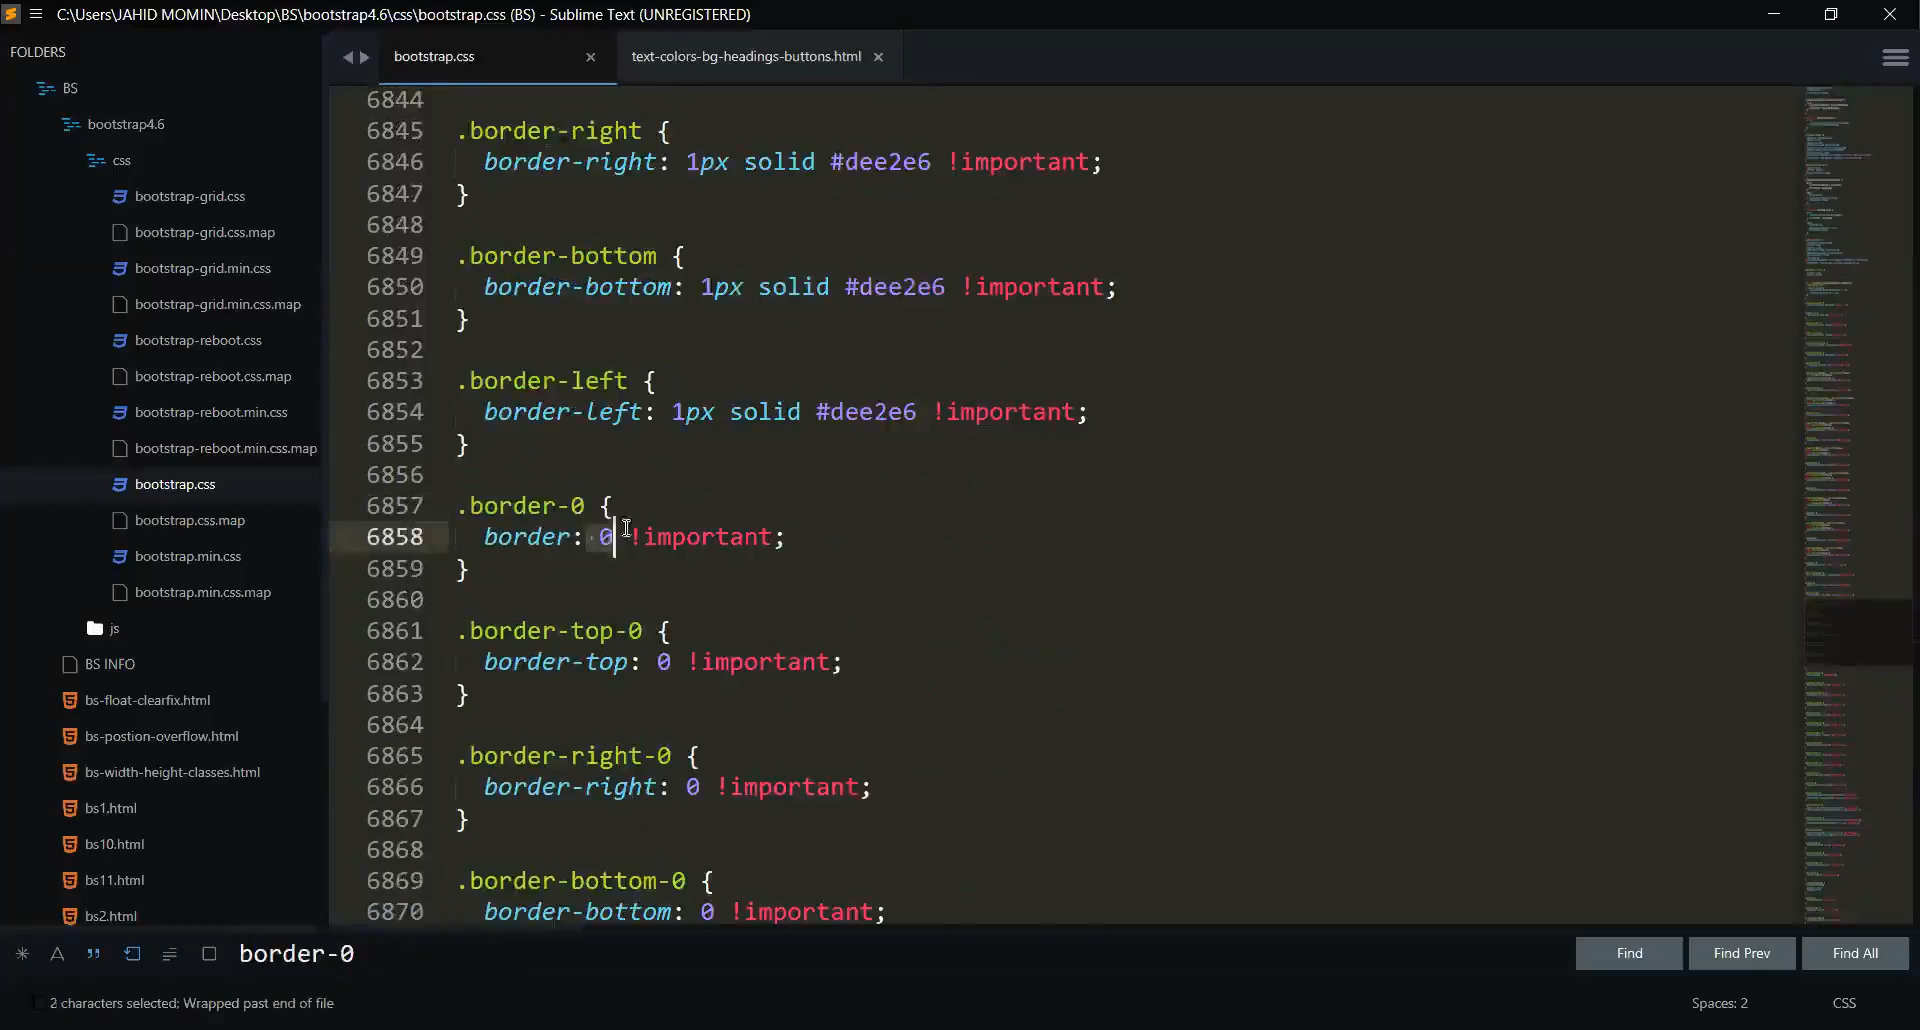 C:\Users\JAHID MOMIN\Desktop\BS\bootstrap4.6\css\bootstrap.css (BS) - Sublime Text (UNREGISTERED)
FOLDERS
BS
bootstrap4.6
css
bootstrap-grid.css
bootstrap-grid.css.map
bootstrap-grid.min.css
bootstrap-grid.min.css.map
bootstrap-reboot.css
bootstrap-reboot.css.map
bootstrap-reboot.min.css
bootstrap-reboot.min.css.map
bootstrap.css
bootstrap.css.map
bootstrap.min.css
bootstrap.min.css.map
js
BS INFO
bs-float-clearfix.html
bs-postion-overflow.html
bs-width-height-classes.html
bs1.html
bs10.html
bs11.html
bs2.html
bootstrap.css
text-colors-bg-headings-buttons.html
6844
6845 .border-right {
6846 border-right: 1px solid #dee2e6 !important;
6847 }
6848
6849 .border-bottom {
6850 border-bottom: 1px solid #dee2e6 !important;
6851 }
6852
6853 .border-left {
6854 border-left: 1px solid #dee2e6 !important;
6855 }
6856
6857 .border-0 {
6858 border: 0 !important;
6859 }
6860
6861 .border-top-0 {
6862 border-top: 0 !important;
6863 }
6864
6865 .border-right-0 {
6866 border-right: 0 !important;
6867 }
6868
6869 .border-bottom-0 {
6870 border-bottom: 0 !important;
border-0
Find
Find Prev
Find All
2 characters selected; Wrapped past end of file
Spaces: 2
CSS